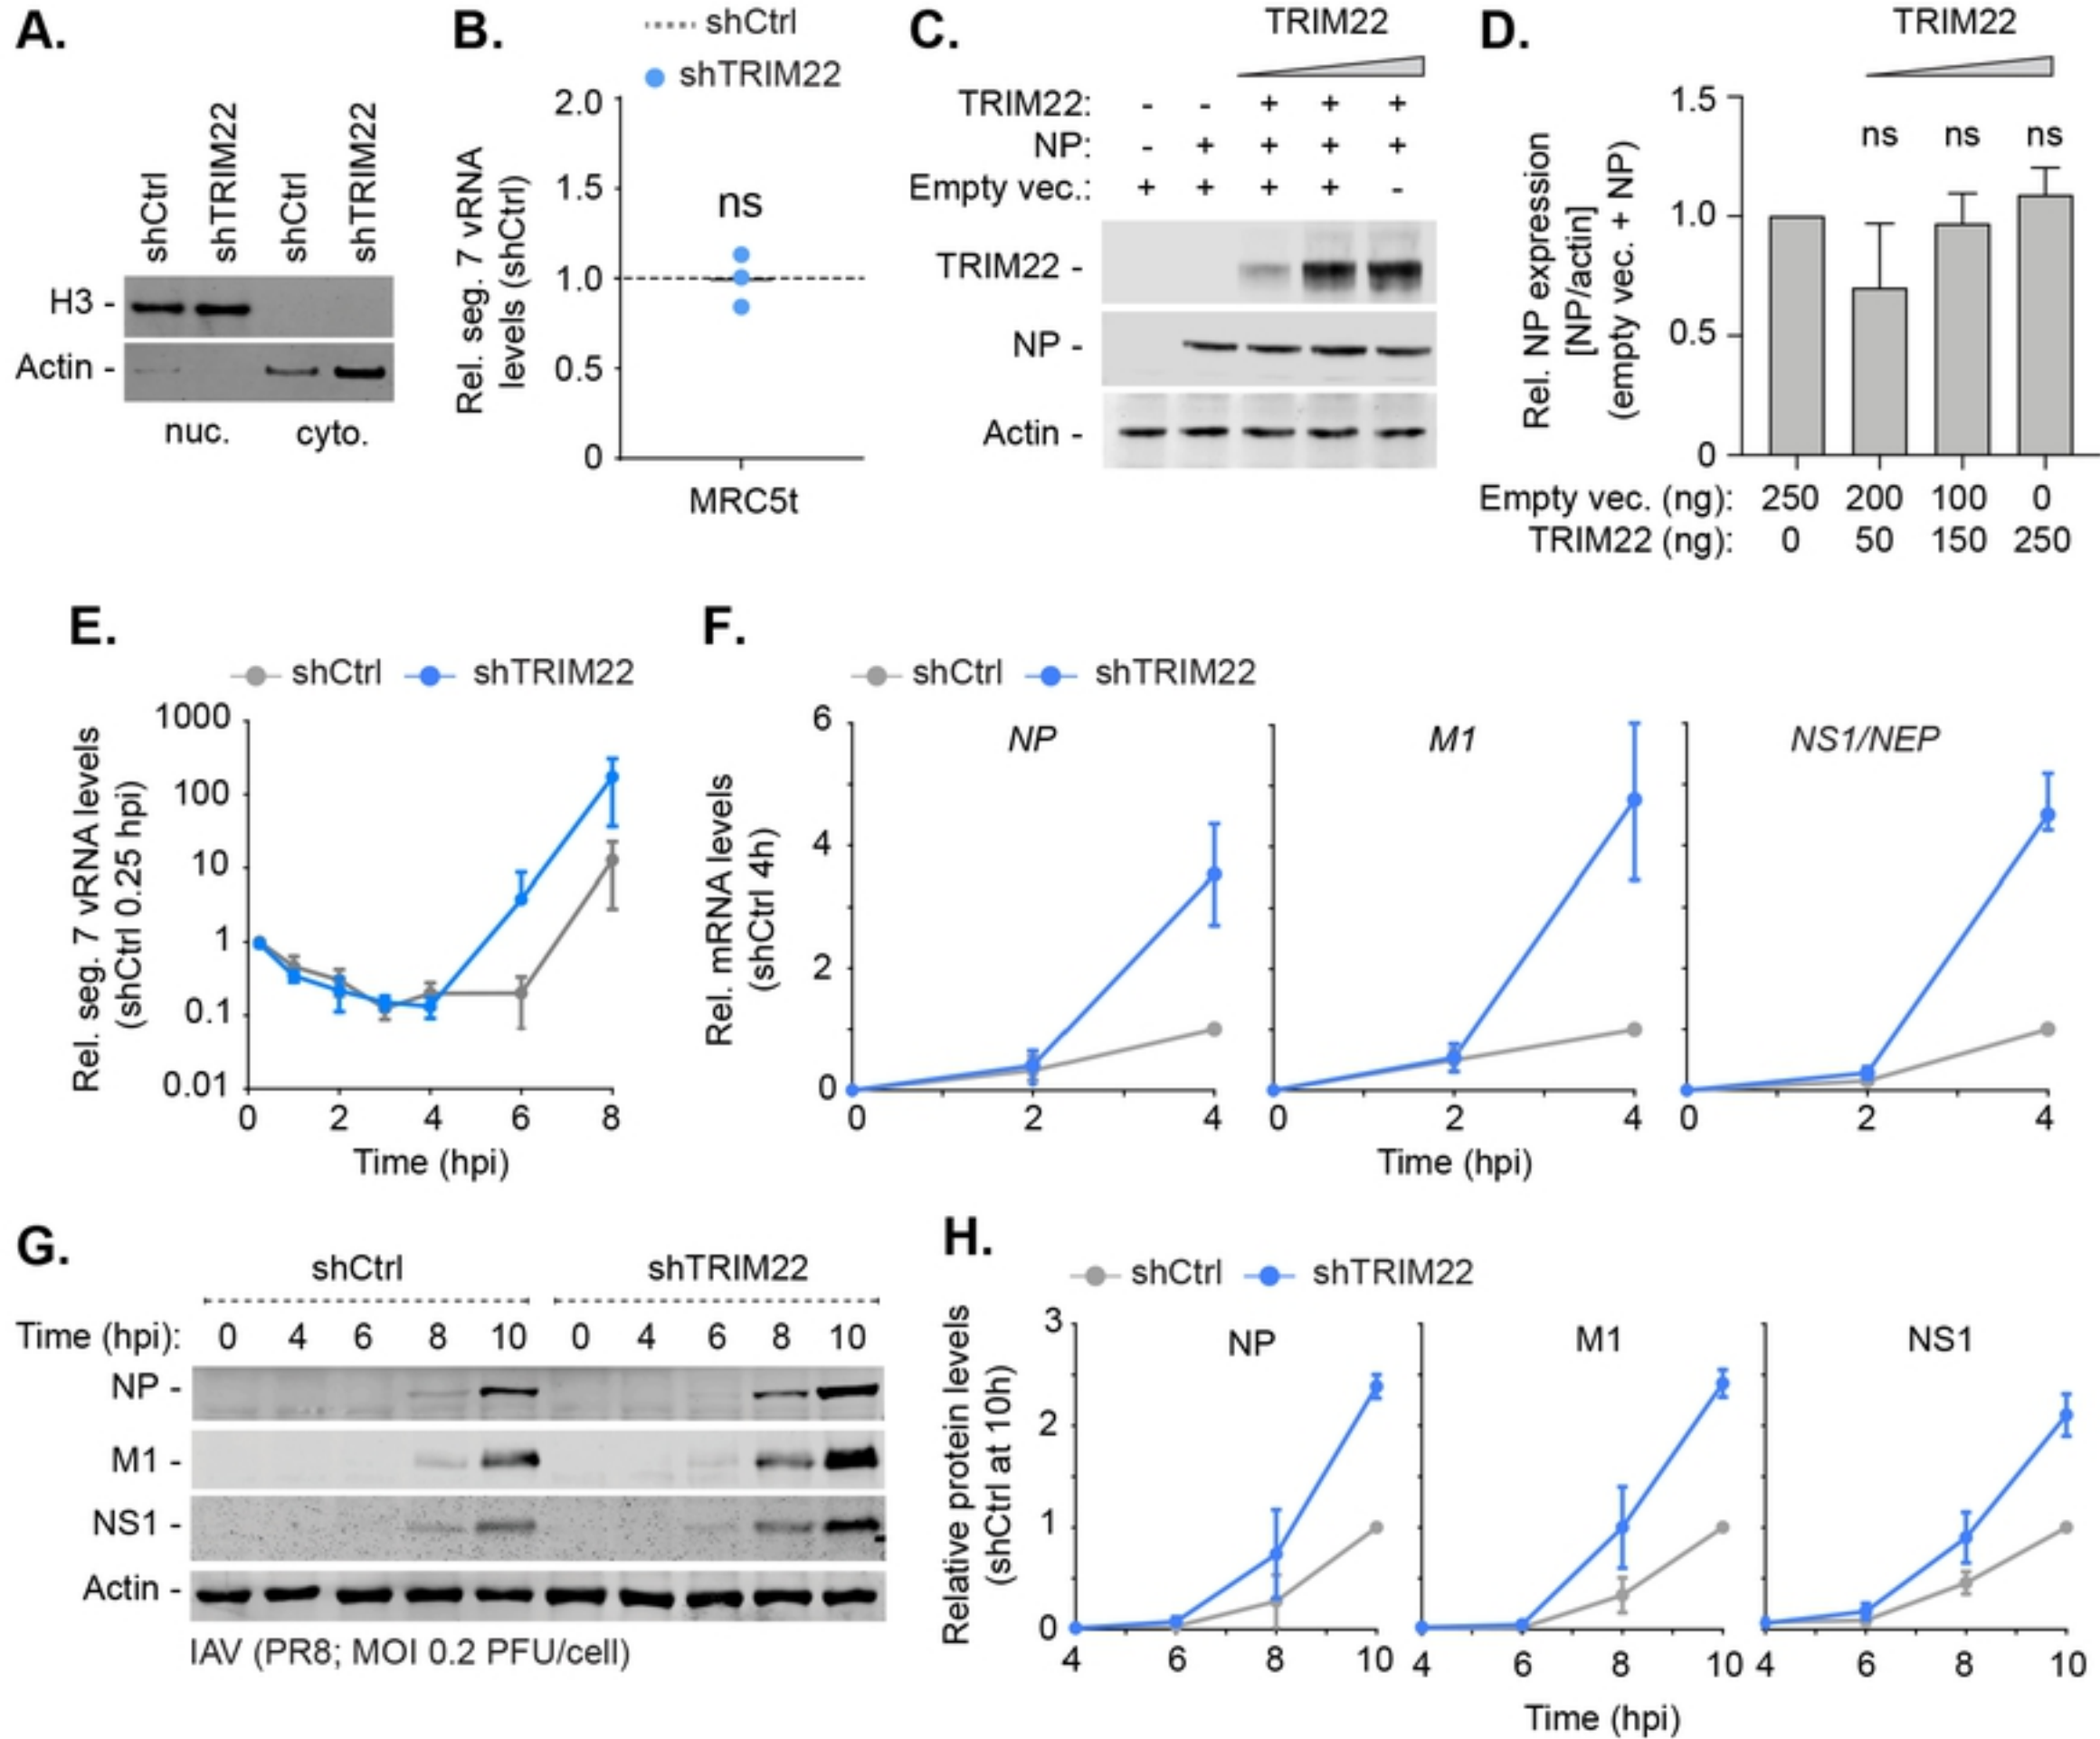 A.
shCtrl
shTRIM22
shCtrl
shTRIM22
H3 -
Actin -
nuc. cyto.
B.
shCtrl
shTRIM22
Rel. seg. 7 vRNA
levels (shCtrl)
2.0
1.5
1.0
0.5
0
ns
MRC5t
C.
TRIM22
TRIM22: - - + + +
NP: - + + + +
Empty vec.: + + + + -
TRIM22 -
NP -
Actin -
D.
TRIM22
Rel. NP expression
[NP/actin]
(empty vec. + NP)
1.5
1.0
0.5
0
ns ns ns
Empty vec. (ng): 250 200 100 0
TRIM22 (ng): 0 50 150 250
E.
shCtrl shTRIM22
Rel. seg. 7 vRNA levels
(shCtrl 0.25 hpi)
1000
100
10
1
0.1
0.01
0 2 4 6 8
Time (hpi)
F.
shCtrl shTRIM22
Rel. mRNA levels
(shCtrl 4h)
6
4
2
0
NP M1 NS1/NEP
0 2 4 0 2 4 0 2 4
Time (hpi)
G.
shCtrl shTRIM22
Time (hpi): 0 4 6 8 10 0 4 6 8 10
NP -
M1 -
NS1 -
Actin -
IAV (PR8; MOI 0.2 PFU/cell)
H.
shCtrl shTRIM22
Relative protein levels
(shCtrl at 10h)
3
2
1
0
NP M1 NS1
4 6 8 10 4 6 8 10 4 6 8 10
Time (hpi)